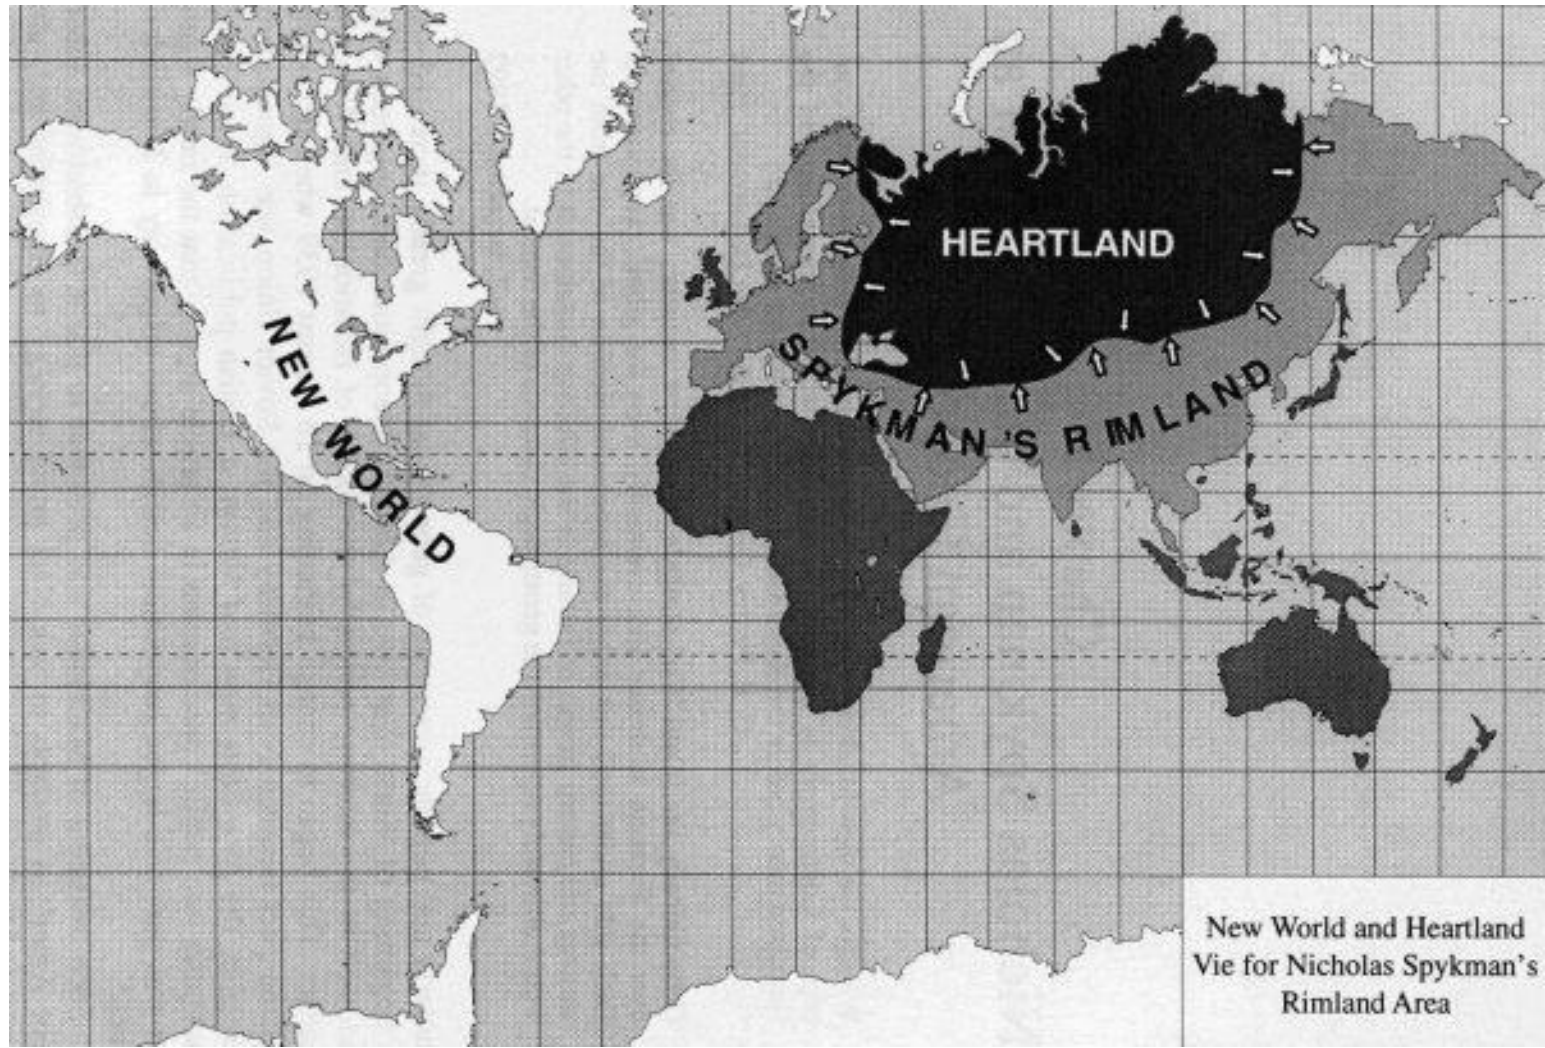 HEARTLAND
NEW WORLD
SPYKMAN'S RIMLAND
New World and Heartland
Vie for Nicholas Spykman's
Rimland Area